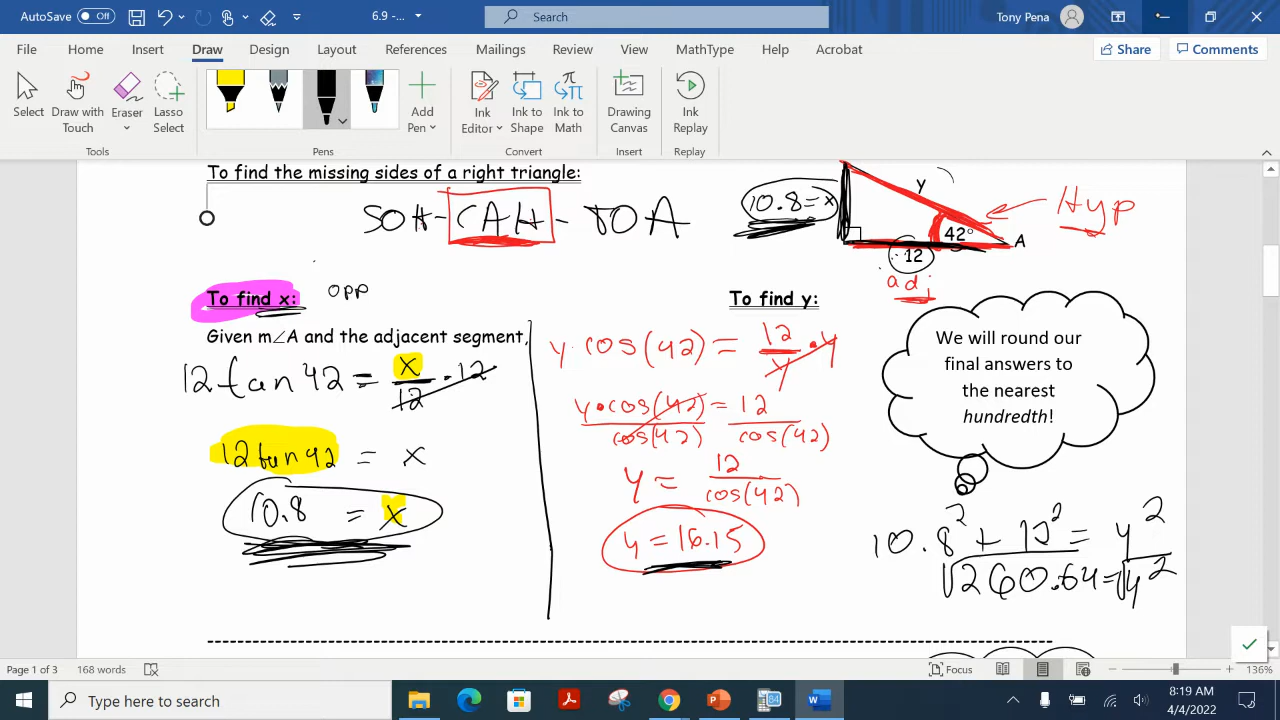 AutoSave Off 6.9 - ... Search Tony Pena
File Home Insert Draw Design Layout References Mailings Review View MathType Help Acrobat Share Comments
Select Draw with Touch Eraser Lasso Select Add Pen Ink Editor Ink to Shape Ink to Math Drawing Canvas Ink Replay
Tools Pens Convert Insert Replay
To find the missing sides of a right triangle:
SOH - CAH - TOA
10.8 = x
y
42°
A
12
adj
Hyp
To find x: opp
Given m∠A and the adjacent segment,
12 tan 42 = x/12 · 12
12 tan 42 = x
10.8 = x
To find y:
y · cos(42) = 12/y · y
y · cos(42)/cos(42) = 12/cos(42)
y = 12/cos(42)
y = 16.15
We will round our
final answers to
the nearest
hundredth!
10.8² + 12² = y²
√260.64 = √y²
Page 1 of 3 168 words Focus 136%
Type here to search
8:19 AM
4/4/2022